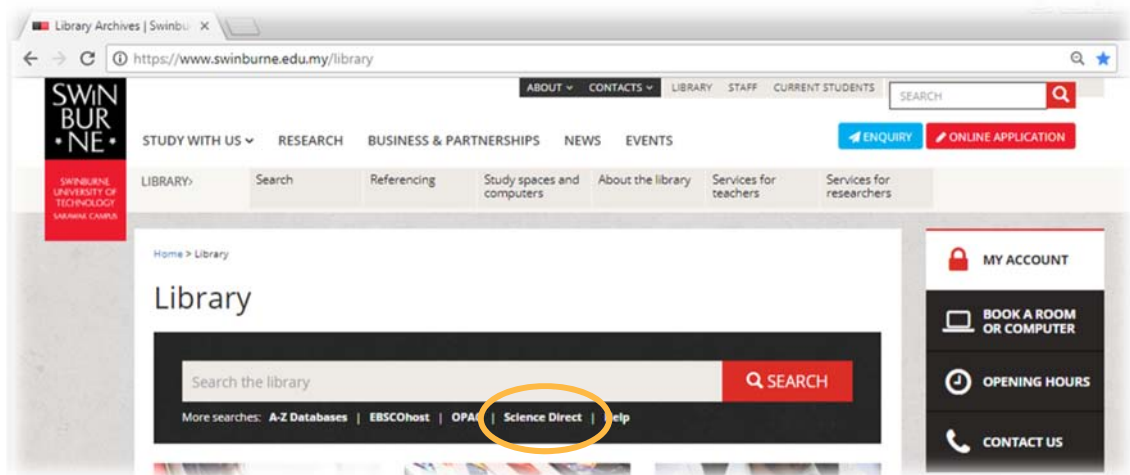 Library Archives | Swinbu
https://www.swinburne.edu.my/library
ABOUT CONTACTS LIBRARY STAFF CURRENT STUDENTS
SEARCH
SWIN
BUR
• NE •
STUDY WITH US RESEARCH BUSINESS & PARTNERSHIPS NEWS EVENTS
ENQUIRY
ONLINE APPLICATION
SWINBURNE
UNIVERSITY OF
TECHNOLOGY
SARAWAK CAMPUS
LIBRARY>
Search
Referencing
Study spaces and
computers
About the library
Services for
teachers
Services for
researchers
Home > Library
Library
Search the library
SEARCH
More searches: A-Z Databases | EBSCOhost | OPAC | Science Direct | Help
MY ACCOUNT
BOOK A ROOM
OR COMPUTER
OPENING HOURS
CONTACT US